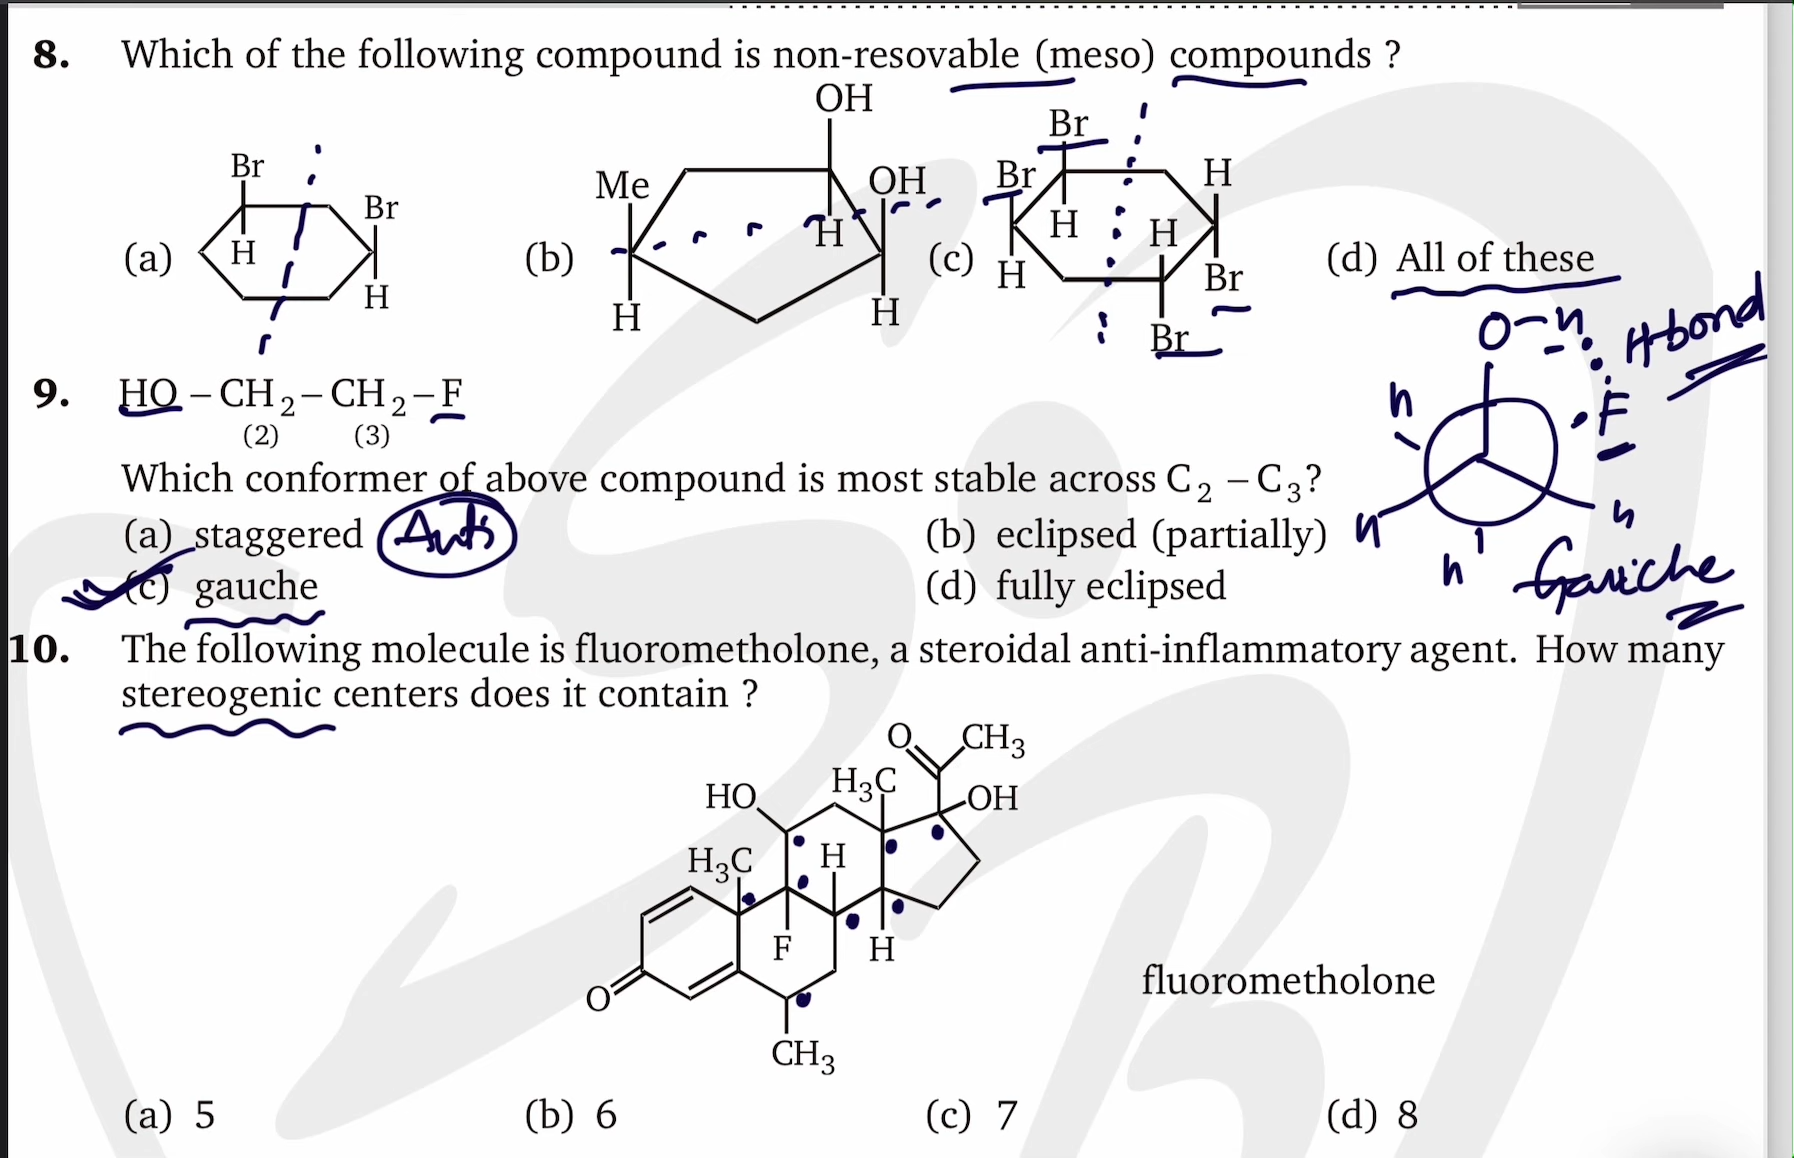 8. Which of the following compound is non-resovable (meso) compounds ?
(a) Br H Br H
(b) Me H OH H OH H
(c) Br H Br H H Br H Br
(d) All of these
O-H
H-bond
F
H
H
H
H
Gauche
9. HO – CH2 – CH2 – F
(2) (3)
Which conformer of above compound is most stable across C2 – C3?
(a) staggered Anti (b) eclipsed (partially)
(c) gauche (d) fully eclipsed
10. The following molecule is fluorometholone, a steroidal anti-inflammatory agent. How many
stereogenic centers does it contain ?
O CH3
H3C
HO OH
H3C H
F H
O
CH3
fluorometholone
(a) 5 (b) 6 (c) 7 (d) 8